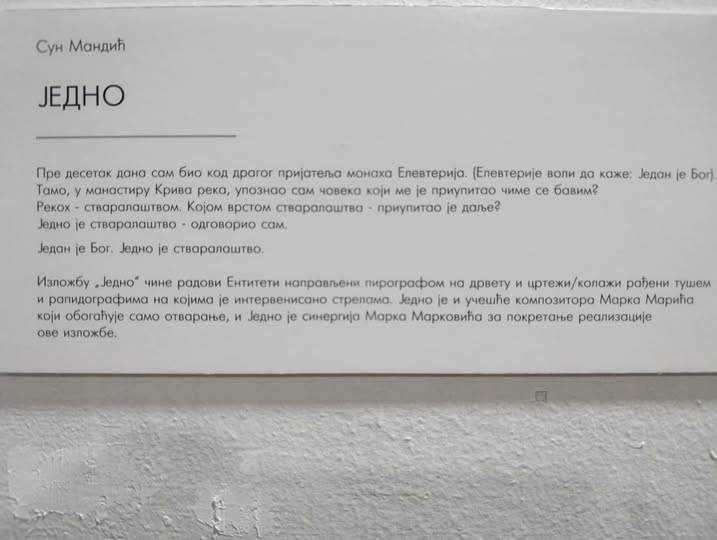 Сун Мандић
ЈЕДНО
Пре десетак дана сам био код драгог пријатеља монаха Елевтерија. (Елевтерије воли да каже: Један је Бог).
Тамо, у манастиру Крива река, упознао сам човека који ме је приупитао чиме се бавим?
Рекох - стваралаштвом. Којом врстом стваралаштва - приупитао је даље?
Једно је стваралаштво - одговорио сам.
Један је Бог. Једно је стваралаштво.
Изложбу „Једно“ чине радови Ентитети направљени пирографом на дрвету и цртежи/колажи рађени тушем
и рапидографима на којима је интервенисано стрелама. Једно је и учешће композитора Марка Марића
који обогаћује само отварање, и Једно је синергија Марка Марковића за покретање реализације
ове изложбе.